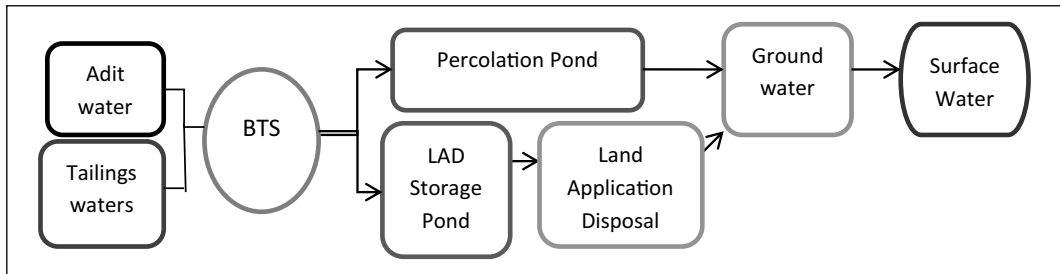 Adit
water
Tailings
waters
BTS
Percolation Pond
LAD
Storage
Pond
Land
Application
Disposal
Ground
water
Surface
Water